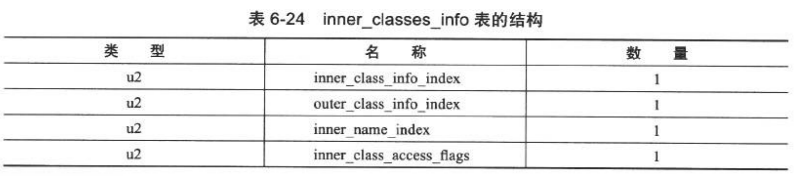 表 6-24 inner_classes_info 表的结构
类 型 名 称 数 量
u2 inner_class_info_index 1
u2 outer_class_info_index 1
u2 inner_name_index 1
u2 inner_class_access_flags 1